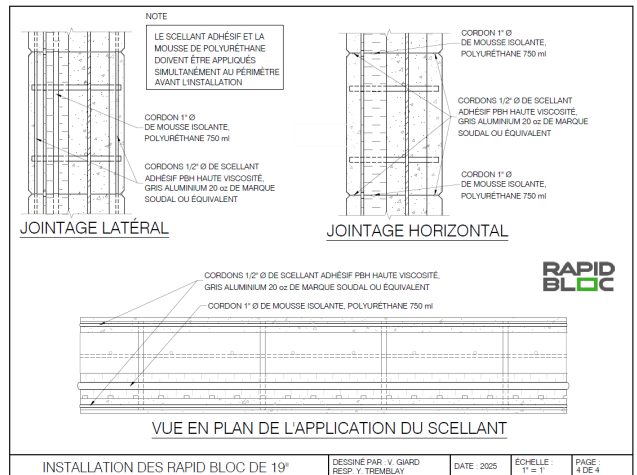 NOTE
LE SCELLANT ADHÉSIF ET LA
MOUSSE DE POLYURÉTHANE
DOIVENT ÊTRE APPLIQUÉS
SIMULTANÉMENT AU PÉRIMÈTRE
AVANT L'INSTALLATION
CORDON 1" Ø
DE MOUSSE ISOLANTE,
POLYURÉTHANE 750 ml
CORDONS 1/2" Ø DE SCELLANT
ADHÉSIF PBH HAUTE VISCOSITÉ,
GRIS ALUMINIUM 20 oz DE MARQUE
SOUDAL OU ÉQUIVALENT
JOINTAGE LATÉRAL
CORDON 1" Ø
DE MOUSSE ISOLANTE,
POLYURÉTHANE 750 ml
CORDONS 1/2" Ø DE SCELLANT
ADHÉSIF PBH HAUTE VISCOSITÉ,
GRIS ALUMINIUM 20 oz DE MARQUE
SOUDAL OU ÉQUIVALENT
CORDON 1" Ø
DE MOUSSE ISOLANTE,
POLYURÉTHANE 750 ml
JOINTAGE HORIZONTAL
RAPID
BLOC
CORDONS 1/2" Ø DE SCELLANT ADHÉSIF PBH HAUTE VISCOSITÉ,
GRIS ALUMINIUM 20 oz DE MARQUE SOUDAL OU ÉQUIVALENT
CORDON 1" Ø DE MOUSSE ISOLANTE, POLYURÉTHANE 750 ml
VUE EN PLAN DE L'APPLICATION DU SCELLANT
INSTALLATION DES RAPID BLOC DE 19"
DESSINÉ PAR : V. GIARD
RESP. Y. TREMBLAY
DATE : 2025
ÉCHELLE :
1" = 1'
PAGE :
4 DE 4